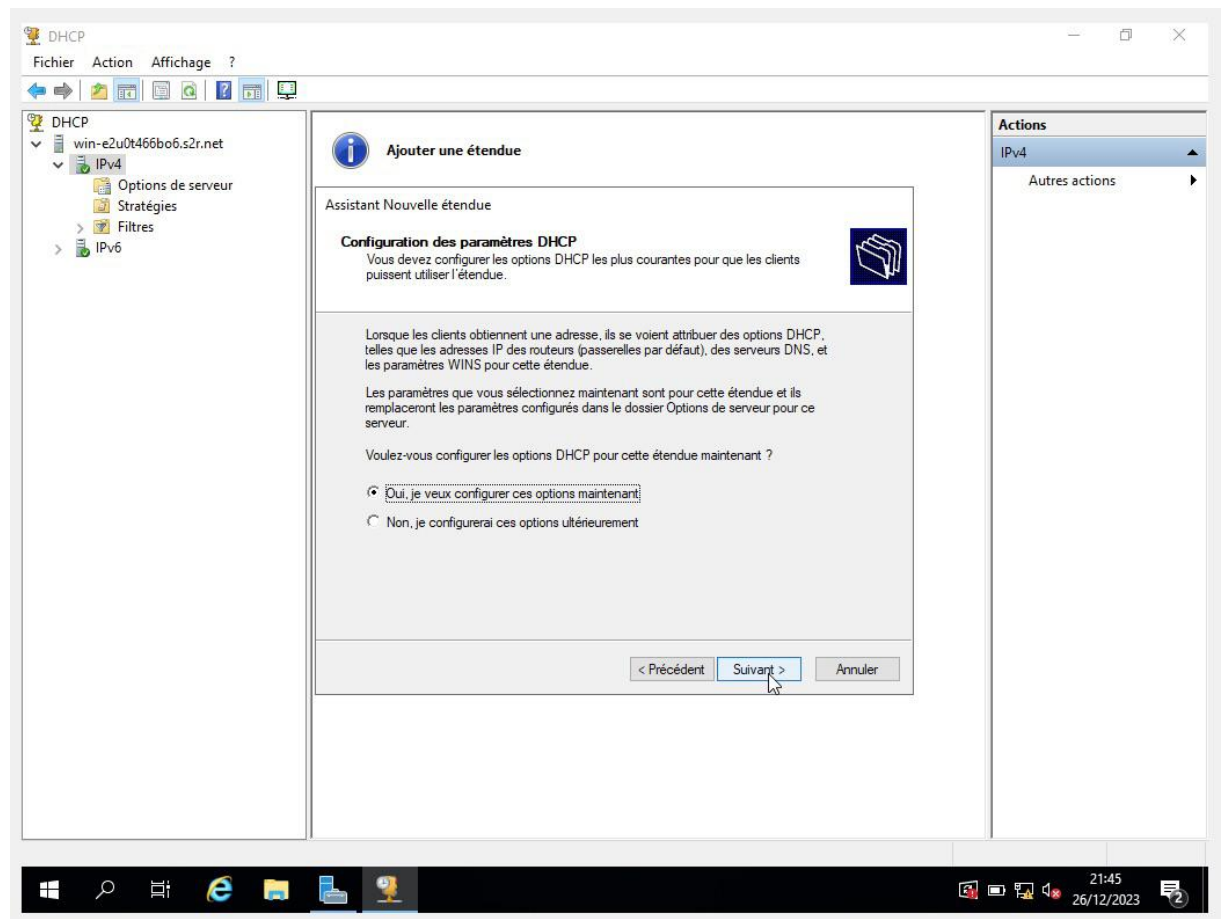 DHCP
Fichier Action Affichage ?
DHCP
win-e2u0t466bo6.s2r.net
IPv4
Options de serveur
Stratégies
Filtres
IPv6
Ajouter une étendue
Assistant Nouvelle étendue
Configuration des paramètres DHCP
Vous devez configurer les options DHCP les plus courantes pour que les clients
puissent utiliser l'étendue.
Lorsque les clients obtiennent une adresse, ils se voient attribuer des options DHCP,
telles que les adresses IP des routeurs (passerelles par défaut), des serveurs DNS, et
les paramètres WINS pour cette étendue.
Les paramètres que vous sélectionnez maintenant sont pour cette étendue et ils
remplaceront les paramètres configurés dans le dossier Options de serveur pour ce
serveur.
Voulez-vous configurer les options DHCP pour cette étendue maintenant ?
Oui, je veux configurer ces options maintenant
Non, je configurerai ces options ultérieurement
< Précédent Suivant > Annuler
Actions
IPv4
Autres actions
21:45
26/12/2023
2